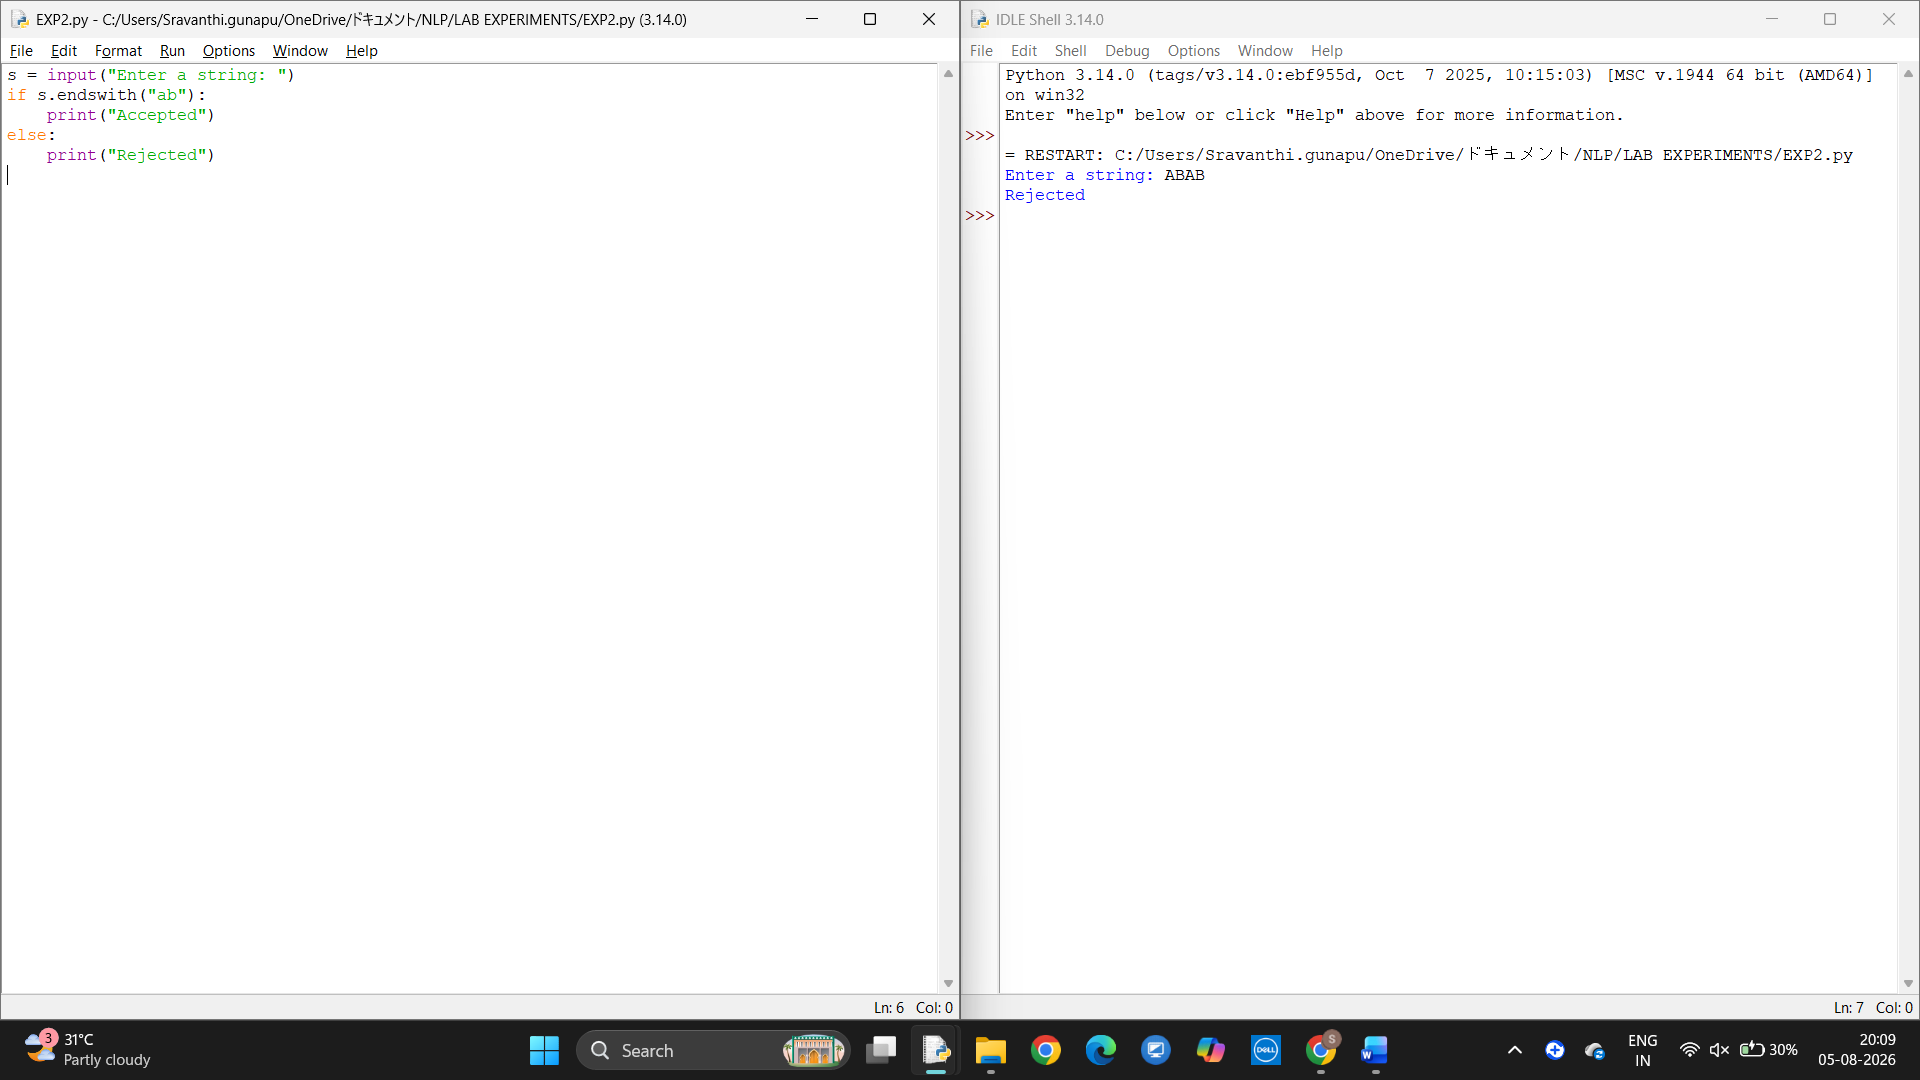 EXP2.py - C:/Users/Sravanthi.gunapu/OneDrive/ドキュメント/NLP/LAB EXPERIMENTS/EXP2.py (3.14.0)
File Edit Format Run Options Window Help
s = input("Enter a string: ")
if s.endswith("ab"):
    print("Accepted")
else:
    print("Rejected")
Ln: 6 Col: 0
IDLE Shell 3.14.0
File Edit Shell Debug Options Window Help
Python 3.14.0 (tags/v3.14.0:ebf955d, Oct  7 2025, 10:15:03) [MSC v.1944 64 bit (AMD64)]
on win32
Enter "help" below or click "Help" above for more information.
>>>
= RESTART: C:/Users/Sravanthi.gunapu/OneDrive/ドキュメント/NLP/LAB EXPERIMENTS/EXP2.py
Enter a string: ABAB
Rejected
>>>
Ln: 7 Col: 0
3
31°C
Partly cloudy
Search
DELL
S
W
ENG
IN
30%
20:09
05-08-2026